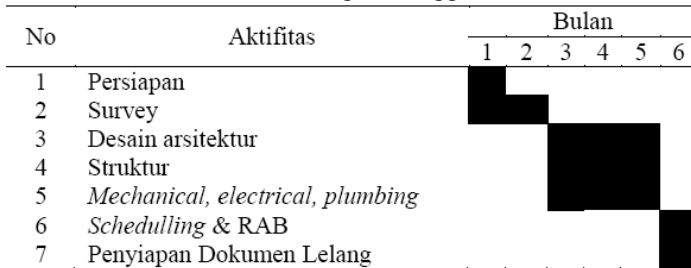 No Aktifitas Bulan
1 2 3 4 5 6
1 Persiapan
2 Survey
3 Desain arsitektur
4 Struktur
5 Mechanical, electrical, plumbing
6 Schedulling & RAB
7 Penyiapan Dokumen Lelang